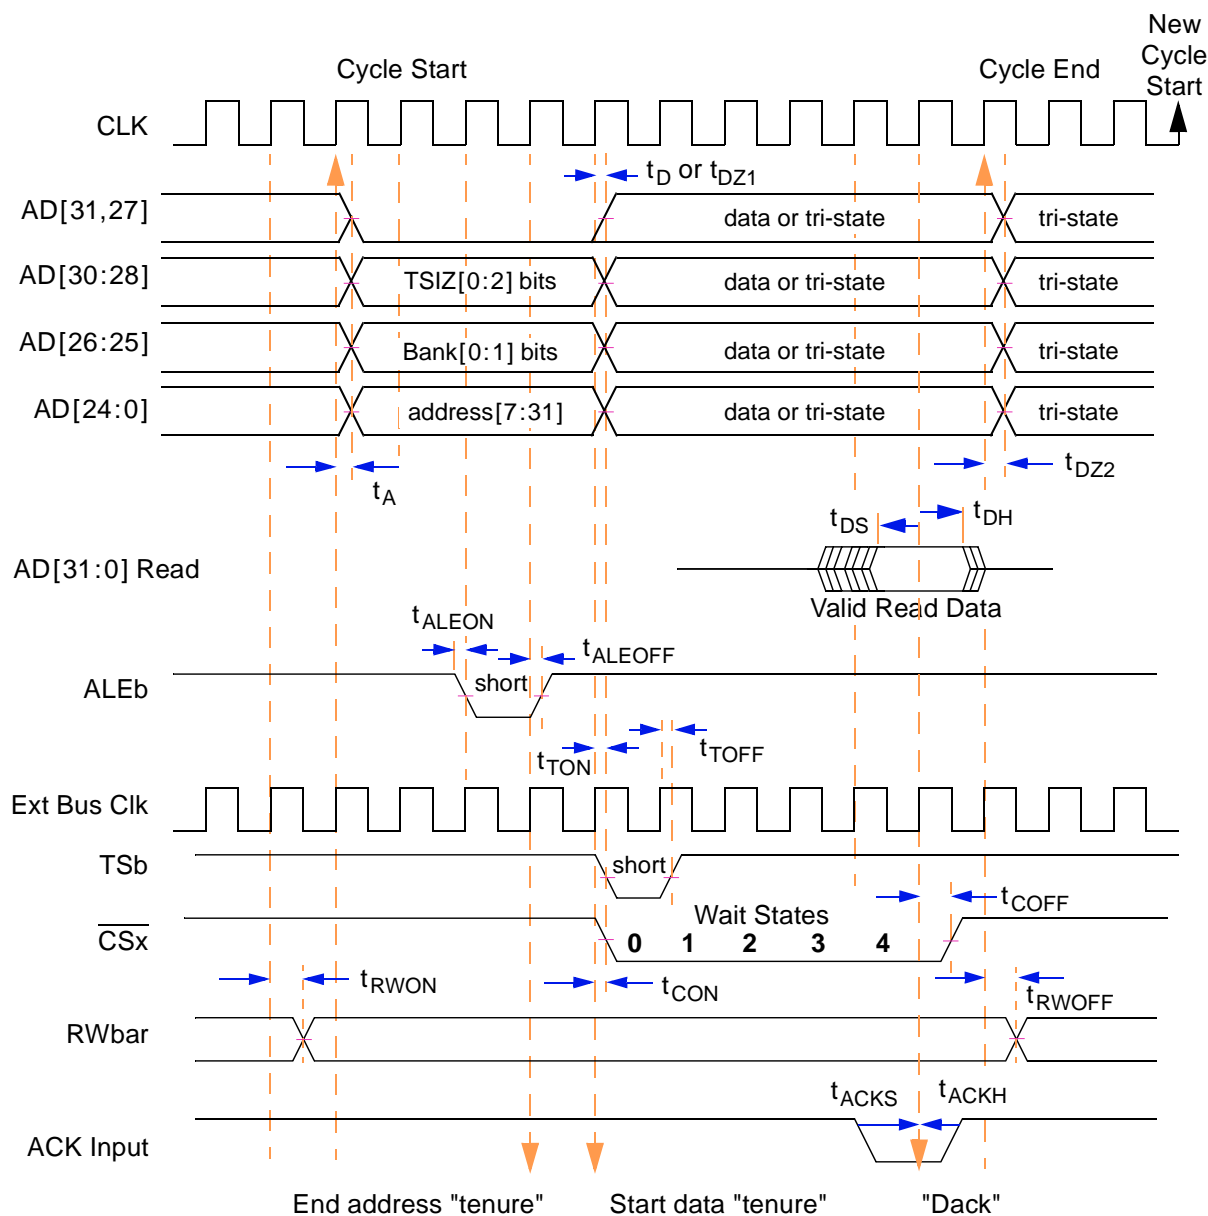 New
Cycle
Start
Cycle Start
Cycle End
CLK
tD or tDZ1
AD[31,27]
data or tri-state
tri-state
AD[30:28]
TSIZ[0:2] bits
data or tri-state
tri-state
AD[26:25]
Bank[0:1] bits
data or tri-state
tri-state
AD[24:0]
address[7:31]
data or tri-state
tri-state
tA
tDZ2
tDS
tDH
AD[31:0] Read
Valid Read Data
tALEON
tALEOFF
ALEb
short
tTON
tTOFF
Ext Bus Clk
TSb
short
tCOFF
CSx
Wait States
0 1 2 3 4
tRWON
tCON
tRWOFF
RWbar
tACKS
tACKH
ACK Input
End address "tenure"
Start data "tenure"
"Dack"